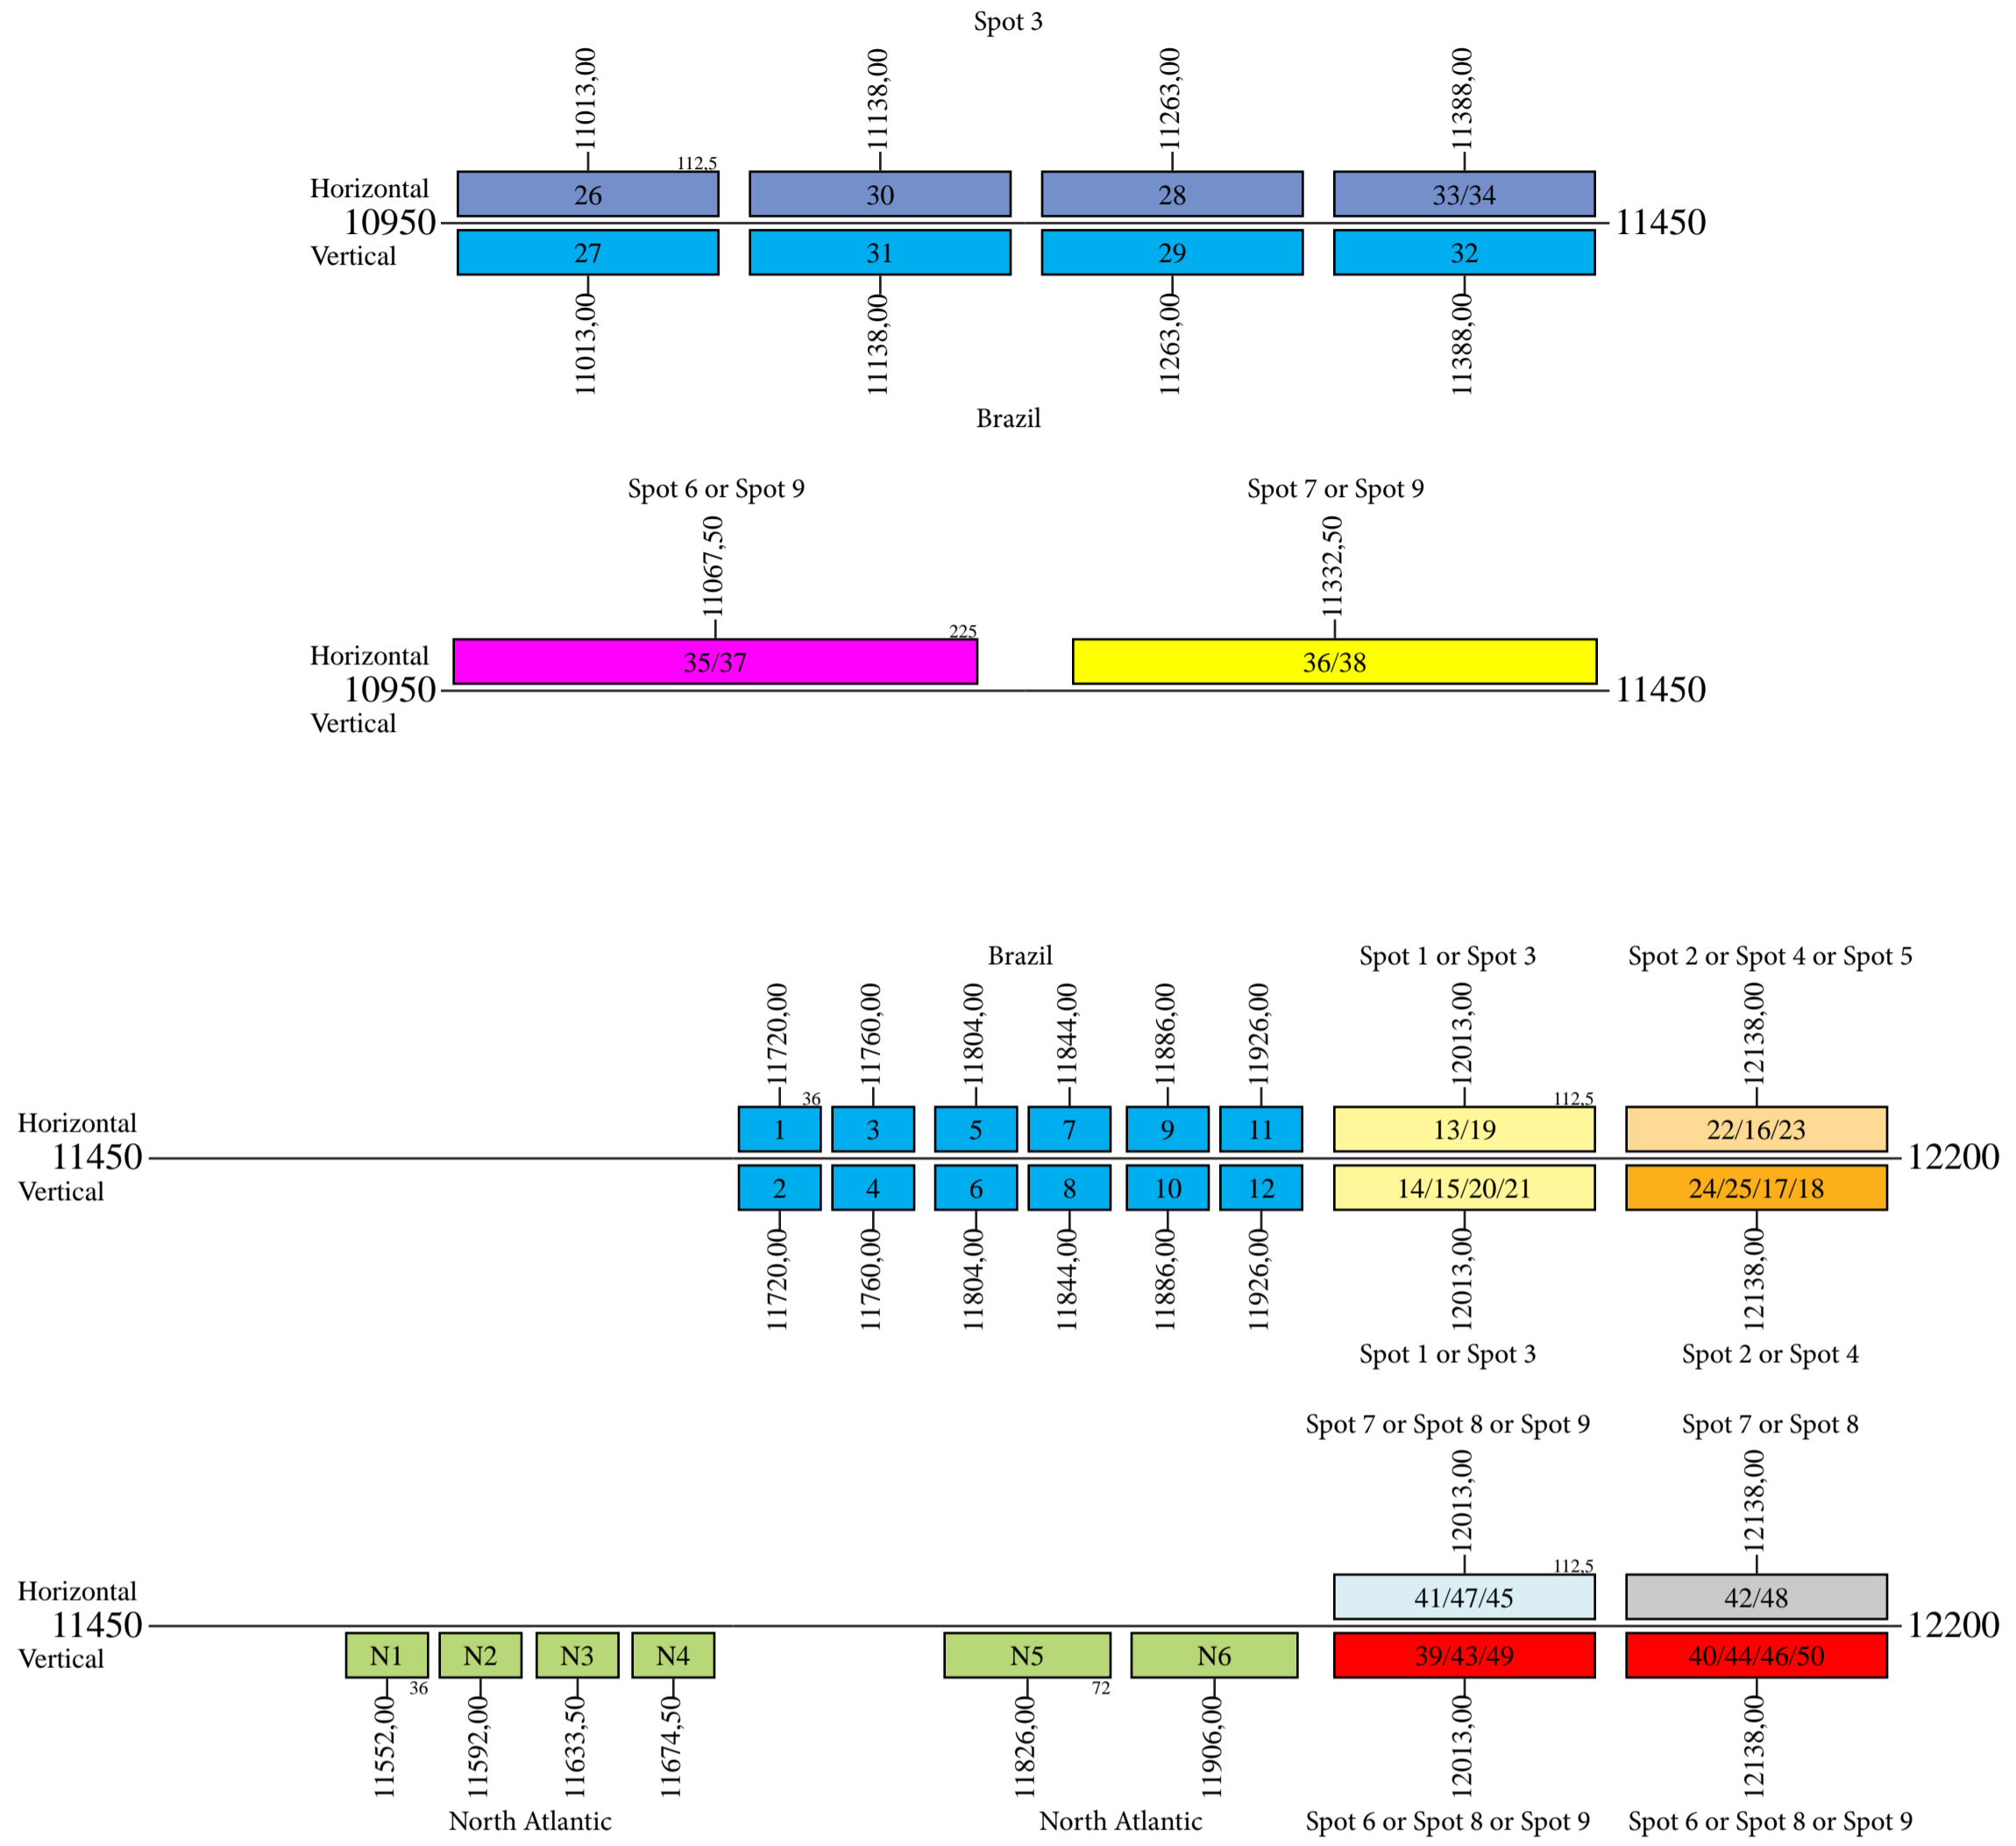 Spot 3
11013,00 11138,00 11263,00 11388,00
112,5
Horizontal 26 30 28 33/34
10950 11450
Vertical 27 31 29 32
11013,00 11138,00 11263,00 11388,00
Brazil
Spot 6 or Spot 9 Spot 7 or Spot 9
11067,50 11332,50
225
Horizontal 35/37 36/38
10950 11450
Vertical
Brazil Spot 1 or Spot 3 Spot 2 or Spot 4 or Spot 5
11720,00 11760,00 11804,00 11844,00 11886,00 11926,00 12013,00 12138,00
36 112,5
Horizontal 1 3 5 7 9 11 13/19 22/16/23
11450 12200
Vertical 2 4 6 8 10 12 14/15/20/21 24/25/17/18
11720,00 11760,00 11804,00 11844,00 11886,00 11926,00 12013,00 12138,00
Spot 1 or Spot 3 Spot 2 or Spot 4
Spot 7 or Spot 8 or Spot 9 Spot 7 or Spot 8
12013,00 12138,00
112,5
Horizontal 41/47/45 42/48
11450 12200
Vertical N1 N2 N3 N4 N5 N6 39/43/49 40/44/46/50
36 72
11552,00 11592,00 11633,50 11674,50 11826,00 11906,00 12013,00 12138,00
North Atlantic North Atlantic Spot 6 or Spot 8 or Spot 9 Spot 6 or Spot 8 or Spot 9